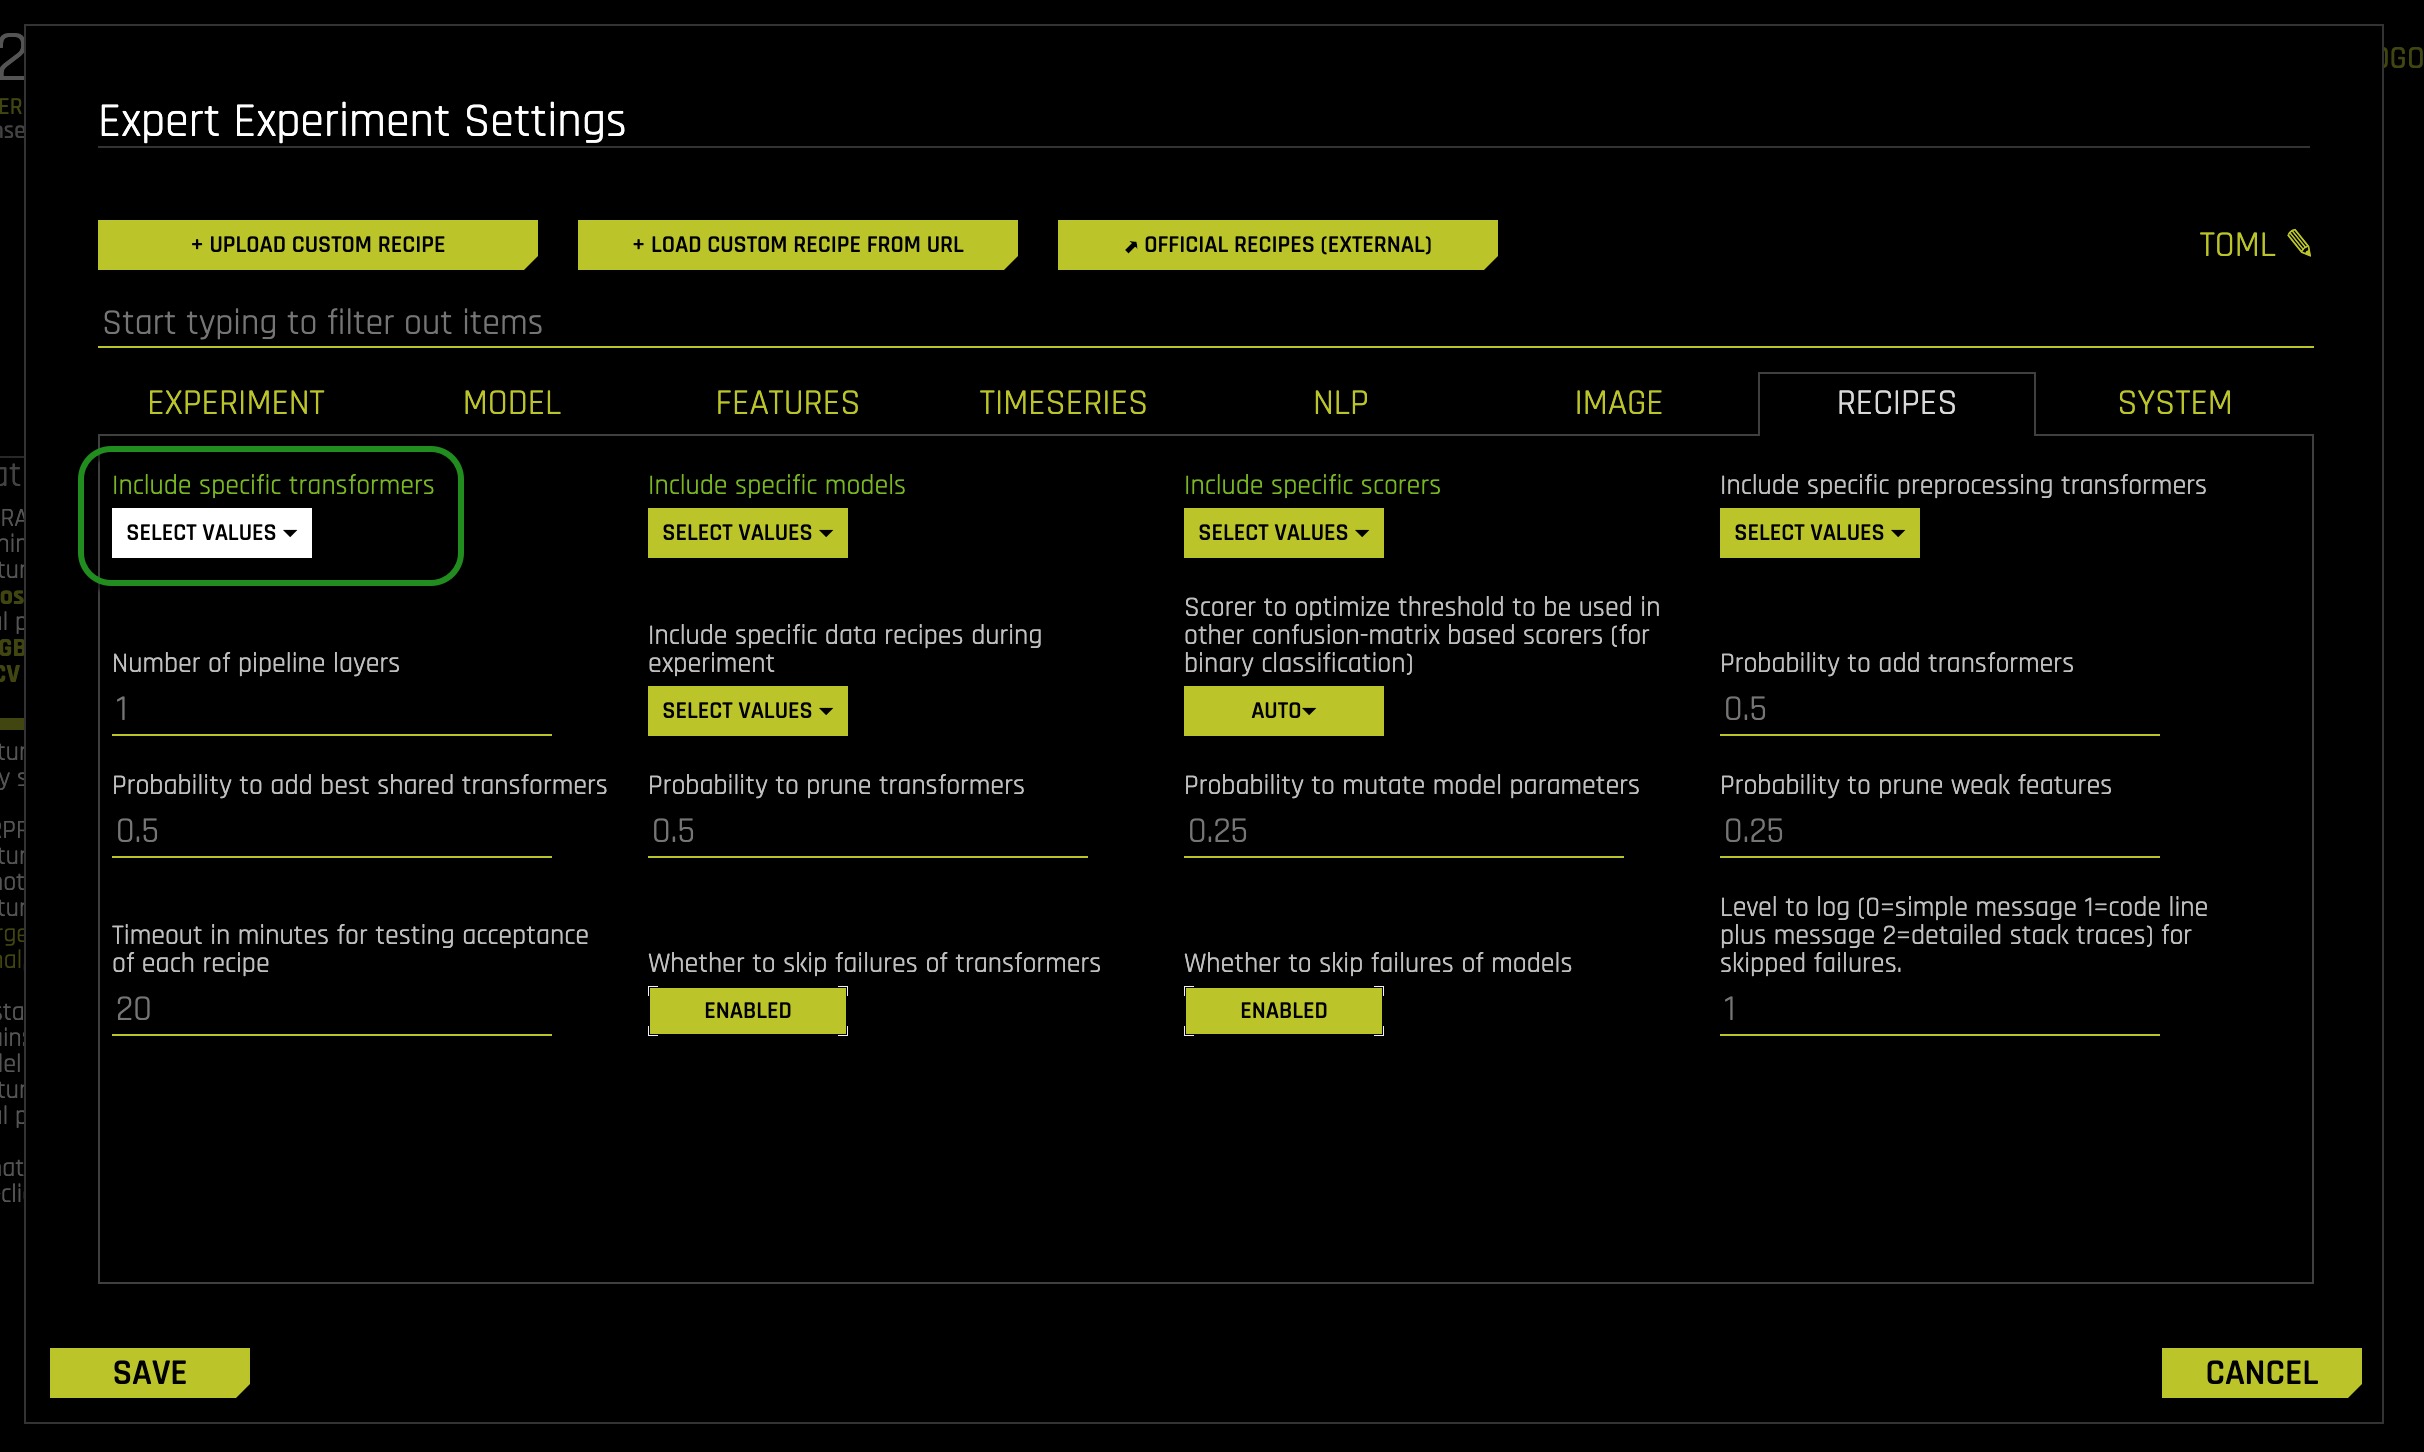 Expert Experiment Settings
+ UPLOAD CUSTOM RECIPE
+ LOAD CUSTOM RECIPE FROM URL
OFFICIAL RECIPES (EXTERNAL)
TOML
Start typing to filter out items
EXPERIMENT
MODEL
FEATURES
TIMESERIES
NLP
IMAGE
RECIPES
SYSTEM
Include specific transformers
SELECT VALUES
Include specific models
SELECT VALUES
Include specific scorers
SELECT VALUES
Include specific preprocessing transformers
SELECT VALUES
Number of pipeline layers
1
Include specific data recipes during
experiment
SELECT VALUES
Scorer to optimize threshold to be used in
other confusion-matrix based scorers (for
binary classification)
AUTO
Probability to add transformers
0.5
Probability to add best shared transformers
0.5
Probability to prune transformers
0.5
Probability to mutate model parameters
0.25
Probability to prune weak features
0.25
Timeout in minutes for testing acceptance
of each recipe
20
Whether to skip failures of transformers
ENABLED
Whether to skip failures of models
ENABLED
Level to log (0=simple message 1=code line
plus message 2=detailed stack traces) for
skipped failures.
1
SAVE
CANCEL